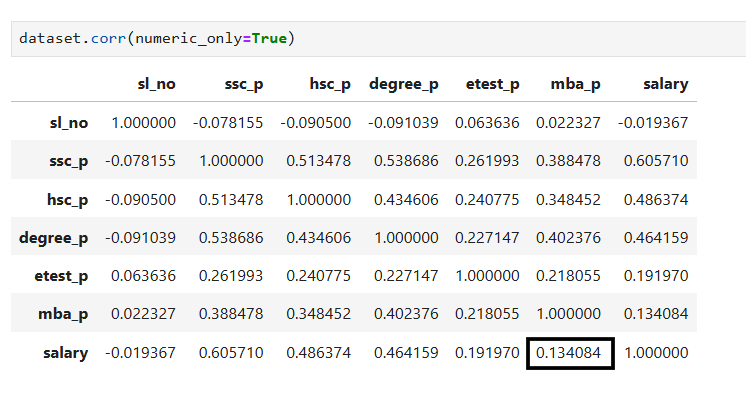 dataset.corr(numeric_only=True)
sl_no ssc_p hsc_p degree_p etest_p mba_p salary
sl_no 1.000000 -0.078155 -0.090500 -0.091039 0.063636 0.022327 -0.019367
ssc_p -0.078155 1.000000 0.513478 0.538686 0.261993 0.388478 0.605710
hsc_p -0.090500 0.513478 1.000000 0.434606 0.240775 0.348452 0.486374
degree_p -0.091039 0.538686 0.434606 1.000000 0.227147 0.402376 0.464159
etest_p 0.063636 0.261993 0.240775 0.227147 1.000000 0.218055 0.191970
mba_p 0.022327 0.388478 0.348452 0.402376 0.218055 1.000000 0.134084
salary -0.019367 0.605710 0.486374 0.464159 0.191970 0.134084 1.000000